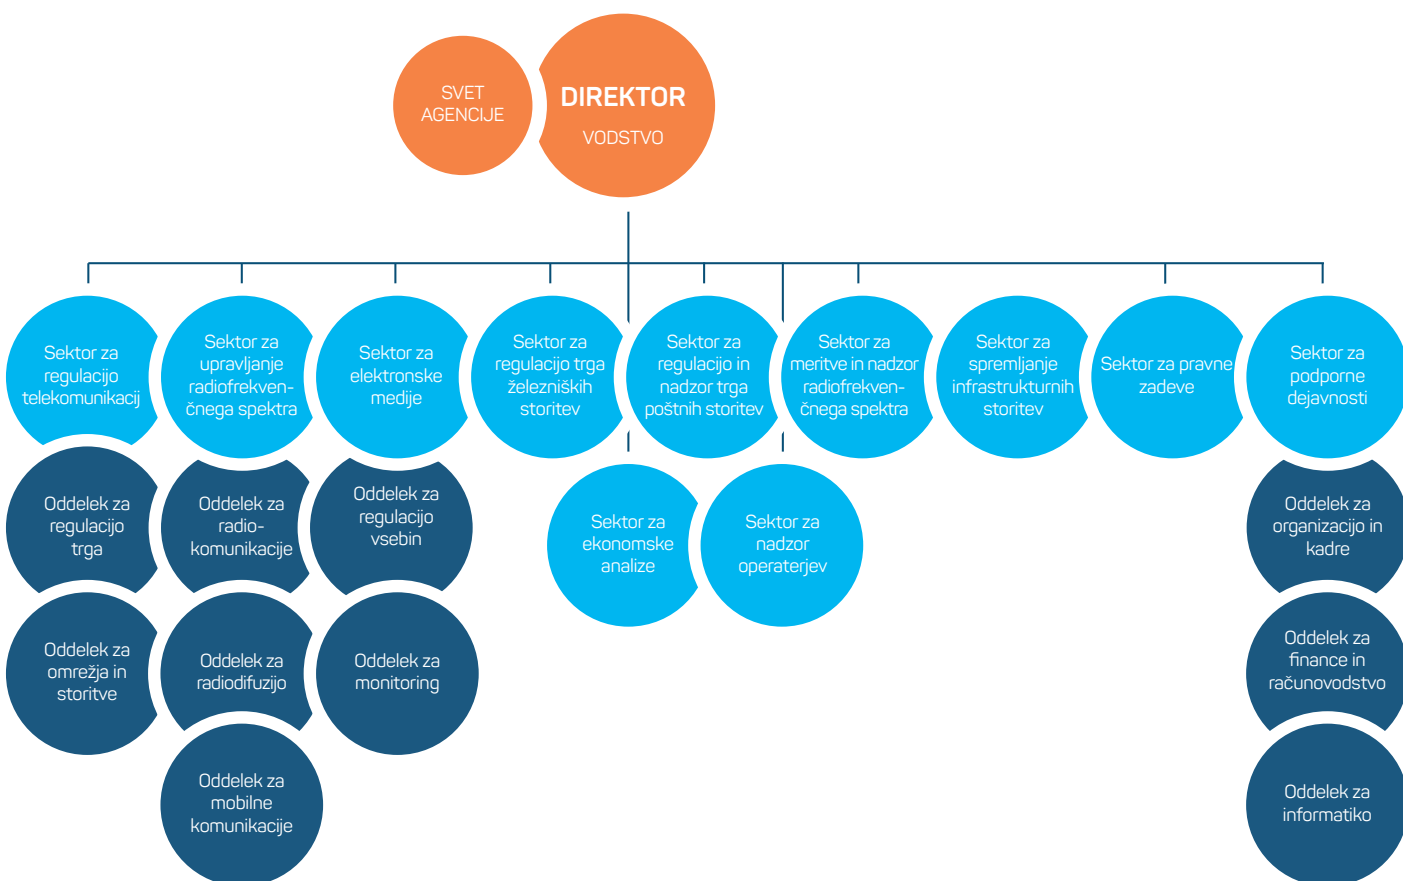 SVET
AGENCIJE
DIREKTOR
VODSTVO
Sektor za
regulacijo
telekomunikacij
Sektor za
upravljanje
radiofrekven-
čnega spektra
Sektor za
elektronske
medije
Sektor za
regulacijo trga
železniških
storitev
Sektor za
regulacijo in
nadzor trga
poštnih storitev
Sektor za
meritve in nadzor
radiofrekven-
čnega spektra
Sektor za
spremljanje
infrastrukturnih
storitev
Sektor za pravne
zadeve
Sektor za
podporne
dejavnosti
Oddelek za
regulacijo
trga
Oddelek za
radio-
komunikacije
Oddelek za
regulacijo
vsebin
Sektor za
ekonomske
analize
Sektor za
nadzor
operaterjev
Oddelek za
organizacijo in
kadre
Oddelek za
omrežja in
storitve
Oddelek za
radiodifuzijo
Oddelek za
monitoring
Oddelek za
finance in
računovodstvo
Oddelek za
mobilne
komunikacije
Oddelek za
informatiko